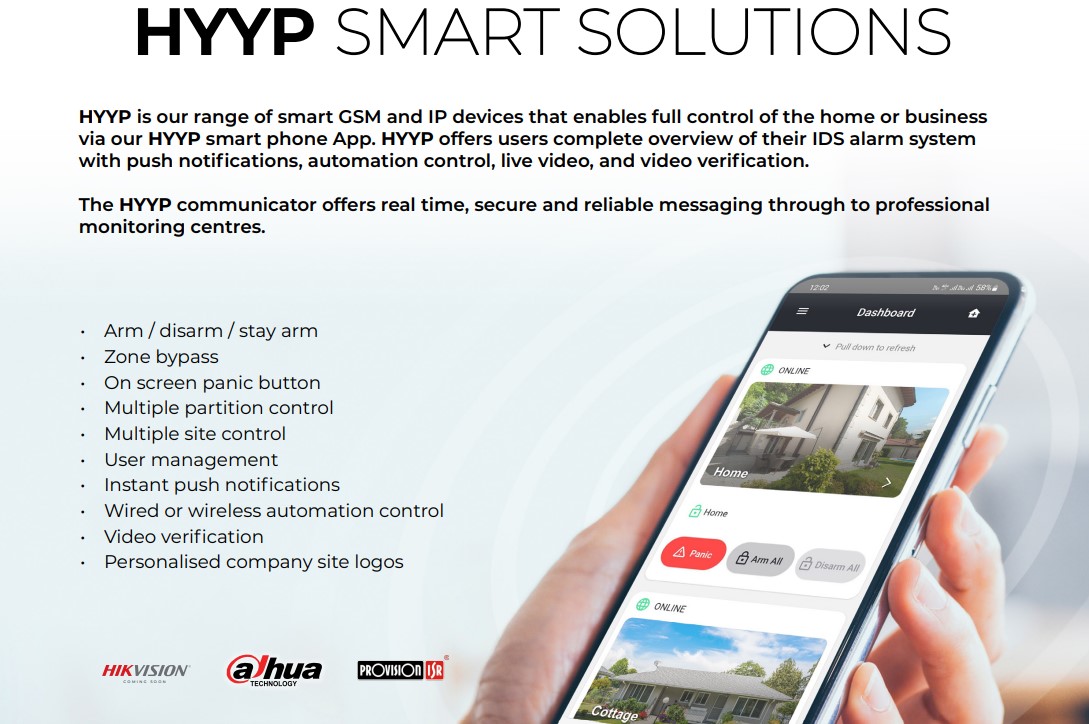 HYYP SMART SOLUTIONS
HYYP is our range of smart GSM and IP devices that enables full control of the home or business
via our HYYP smart phone App. HYYP offers users complete overview of their IDS alarm system
with push notifications, automation control, live video, and video verification.
The HYYP communicator offers real time, secure and reliable messaging through to professional
monitoring centres.
• Arm / disarm / stay arm
• Zone bypass
• On screen panic button
• Multiple partition control
• Multiple site control
• User management
• Instant push notifications
• Wired or wireless automation control
• Video verification
• Personalised company site logos
HIKVISION
COMING SOON
alhua
TECHNOLOGY
PROVISION ISR®
12:02
58%
Dashboard
Pull down to refresh
ONLINE
Home
Home
Panic
Arm All
Disarm All
ONLINE
Cottage